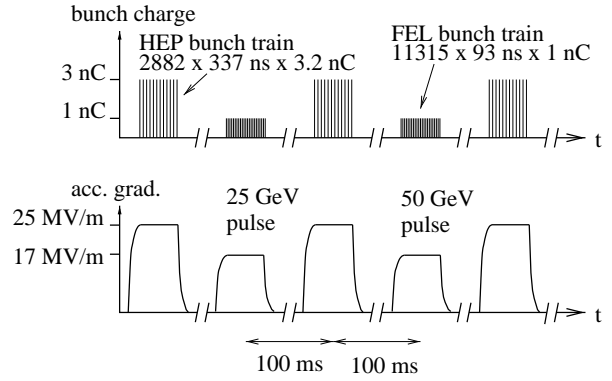 bunch charge
HEP bunch train
2882 x 337 ns x 3.2 nC
FEL bunch train
11315 x 93 ns x 1 nC
3 nC
1 nC
t
acc. grad.
25 MV/m
17 MV/m
25 GeV
pulse
50 GeV
pulse
t
100 ms
100 ms